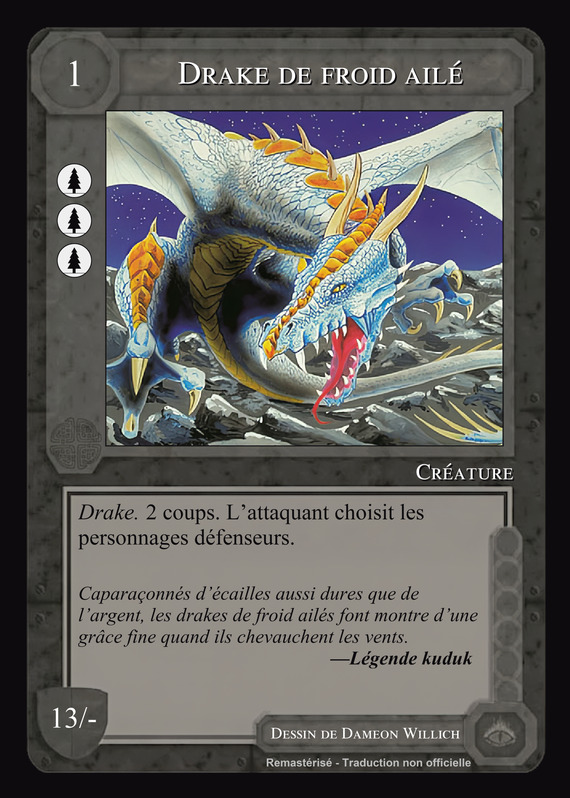 1
DRAKE DE FROID AILÉ
CRÉATURE
Drake. 2 coups. L’attaquant choisit les
personnages défenseurs.
Caparaçonnés d’écailles aussi dures que de
l’argent, les drakes de froid ailés font montre d’une
grâce fine quand ils chevauchent les vents.
—Légende kuduk
13/-
DESSIN DE DAMEON WILLICH
Remastérisé - Traduction non officielle